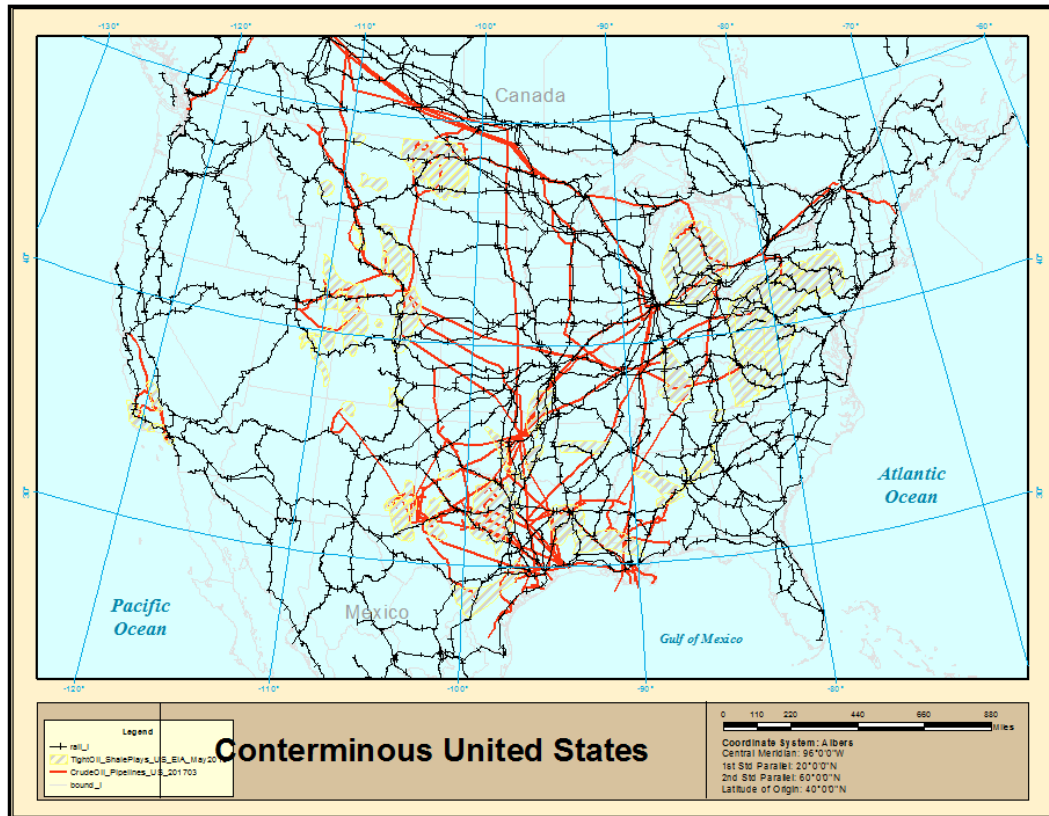 -130° -120° -110° -100° -90° -80° -70° -60°
Canada
40° 40°
30° 30°
Atlantic
Ocean
Pacific
Ocean
Mexico
Gulf of Mexico
-120° -110° -100° -90° -80°
Legend
rail_l
TightOil_ShalePlays_US_EIA_May20
CrudeOil_Pipelines_US_201703
bound_l
Conterminous United States
0 110 220 440 660 880
Miles
Coordinate System: Albers
Central Meridian: 96°0'0"W
1st Std Parallel: 20°0'0"N
2nd Std Parallel: 60°0'0"N
Latitude of Origin: 40°0'0"N